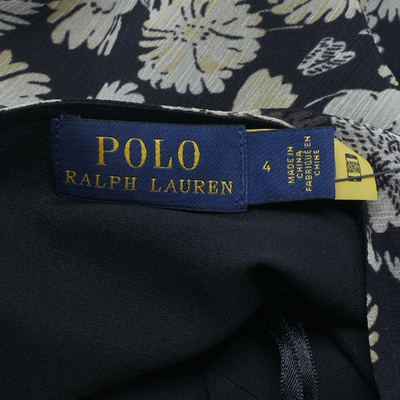 POLO
RALPH LAUREN
4
MADE IN
CHINA
FABRIQUÉ EN
CHINE